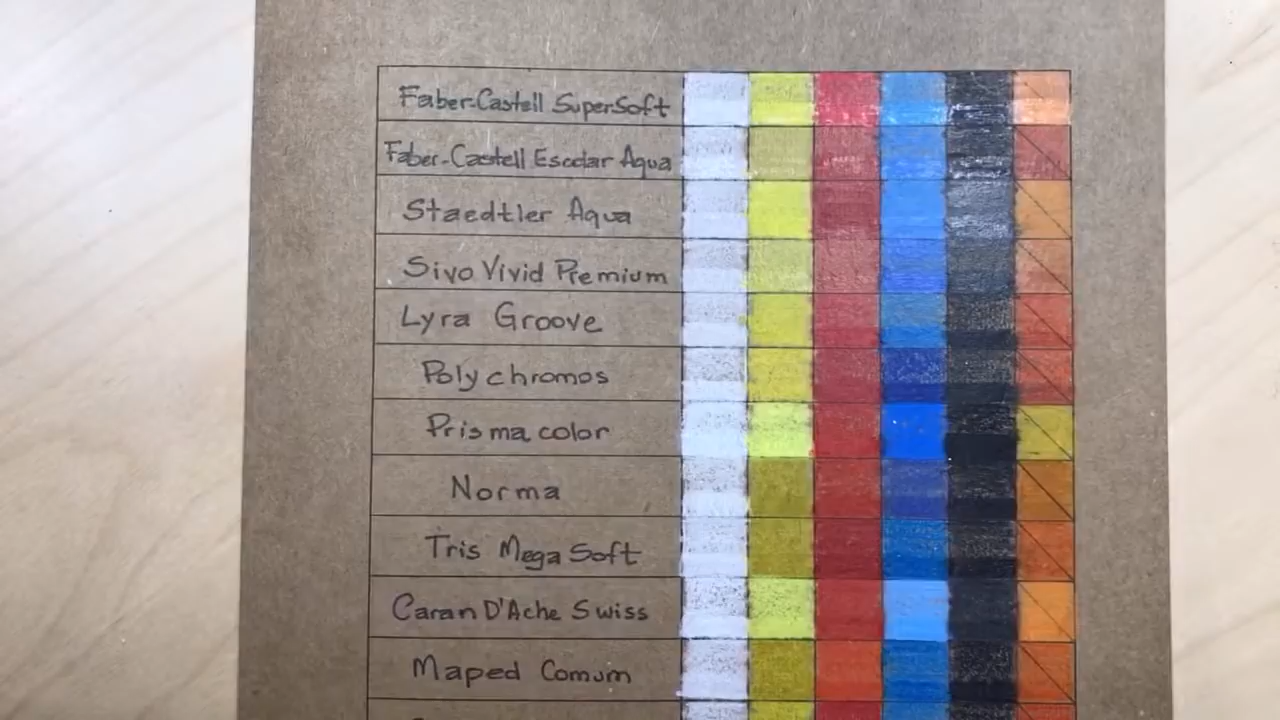 Faber-Castell SuperSoft
Faber-Castell Escolar Aqua
Staedtler Aqua
Sivo Vivid Premium
Lyra Groove
Polychromos
Prismacolor
Norma
Tris Mega Soft
Caran D'Ache Swiss
Maped Comum